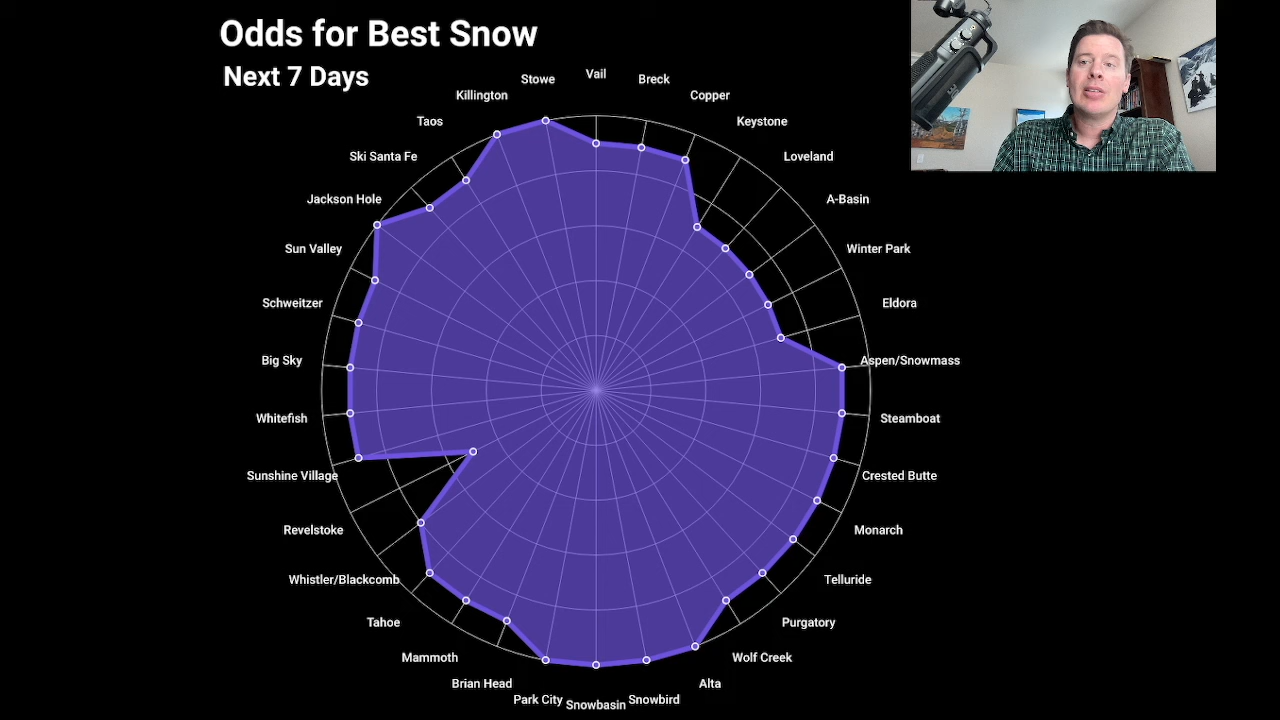 Odds for Best Snow
Next 7 Days
Vail
Breck
Copper
Keystone
Loveland
A-Basin
Winter Park
Eldora
Aspen/Snowmass
Steamboat
Crested Butte
Monarch
Telluride
Purgatory
Wolf Creek
Alta
Snowbird
Snowbasin
Park City
Brian Head
Mammoth
Tahoe
Whistler/Blackcomb
Revelstoke
Sunshine Village
Whitefish
Big Sky
Schweitzer
Sun Valley
Jackson Hole
Ski Santa Fe
Taos
Killington
Stowe